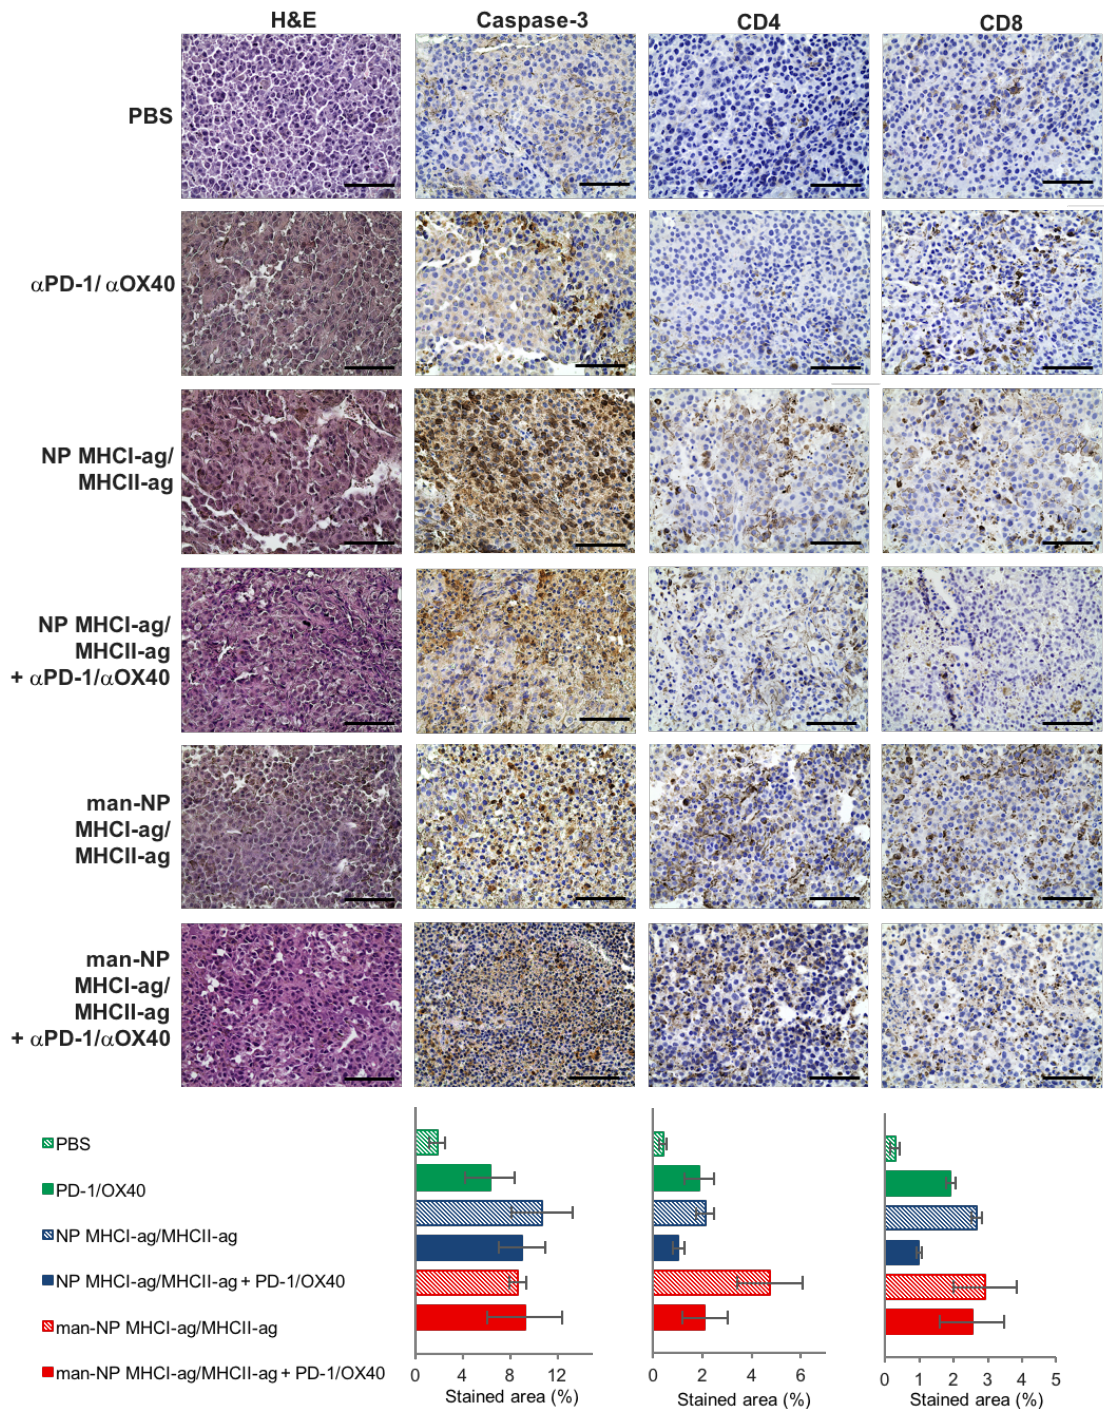 H&E Caspase-3 CD4 CD8
PBS
αPD-1/ αOX40
NP MHCI-ag/
MHCII-ag
NP MHCI-ag/
MHCII-ag
+ αPD-1/αOX40
man-NP
MHCI-ag/
MHCII-ag
man-NP
MHCI-ag/
MHCII-ag
+ αPD-1/αOX40
PBS
PD-1/OX40
NP MHCI-ag/MHCII-ag
NP MHCI-ag/MHCII-ag + PD-1/OX40
man-NP MHCI-ag/MHCII-ag
man-NP MHCI-ag/MHCII-ag + PD-1/OX40
0 4 8 12
Stained area (%)
0 2 4 6
Stained area (%)
0 1 2 3 4 5
Stained area (%)